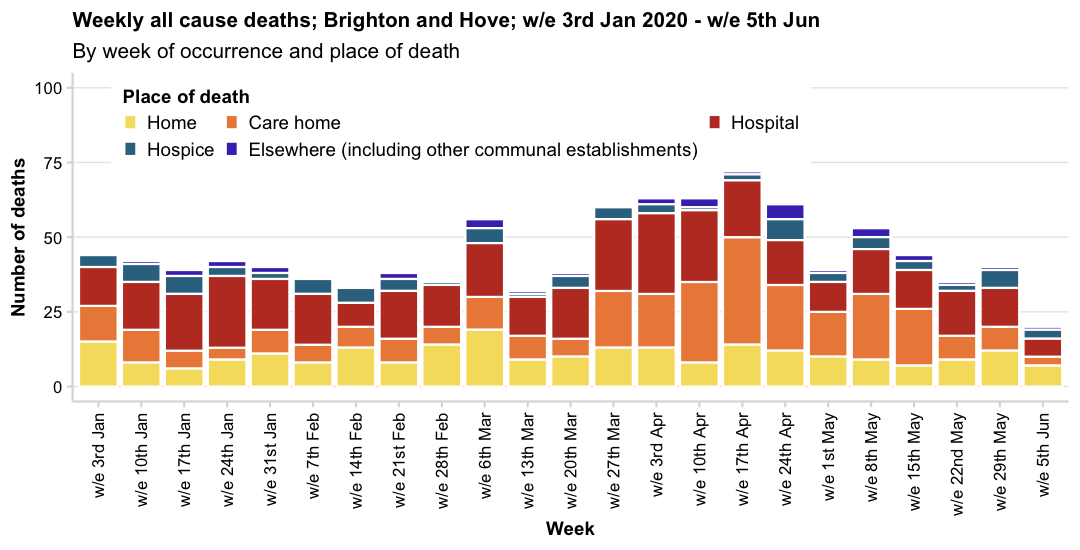 Weekly all cause deaths; Brighton and Hove; w/e 3rd Jan 2020 - w/e 5th Jun
By week of occurrence and place of death
Number of deaths
100
75
50
25
0
Place of death
Home
Care home
Hospital
Hospice
Elsewhere (including other communal establishments)
w/e 3rd Jan
w/e 10th Jan
w/e 17th Jan
w/e 24th Jan
w/e 31st Jan
w/e 7th Feb
w/e 14th Feb
w/e 21st Feb
w/e 28th Feb
w/e 6th Mar
w/e 13th Mar
w/e 20th Mar
w/e 27th Mar
w/e 3rd Apr
w/e 10th Apr
w/e 17th Apr
w/e 24th Apr
w/e 1st May
w/e 8th May
w/e 15th May
w/e 22nd May
w/e 29th May
w/e 5th Jun
Week